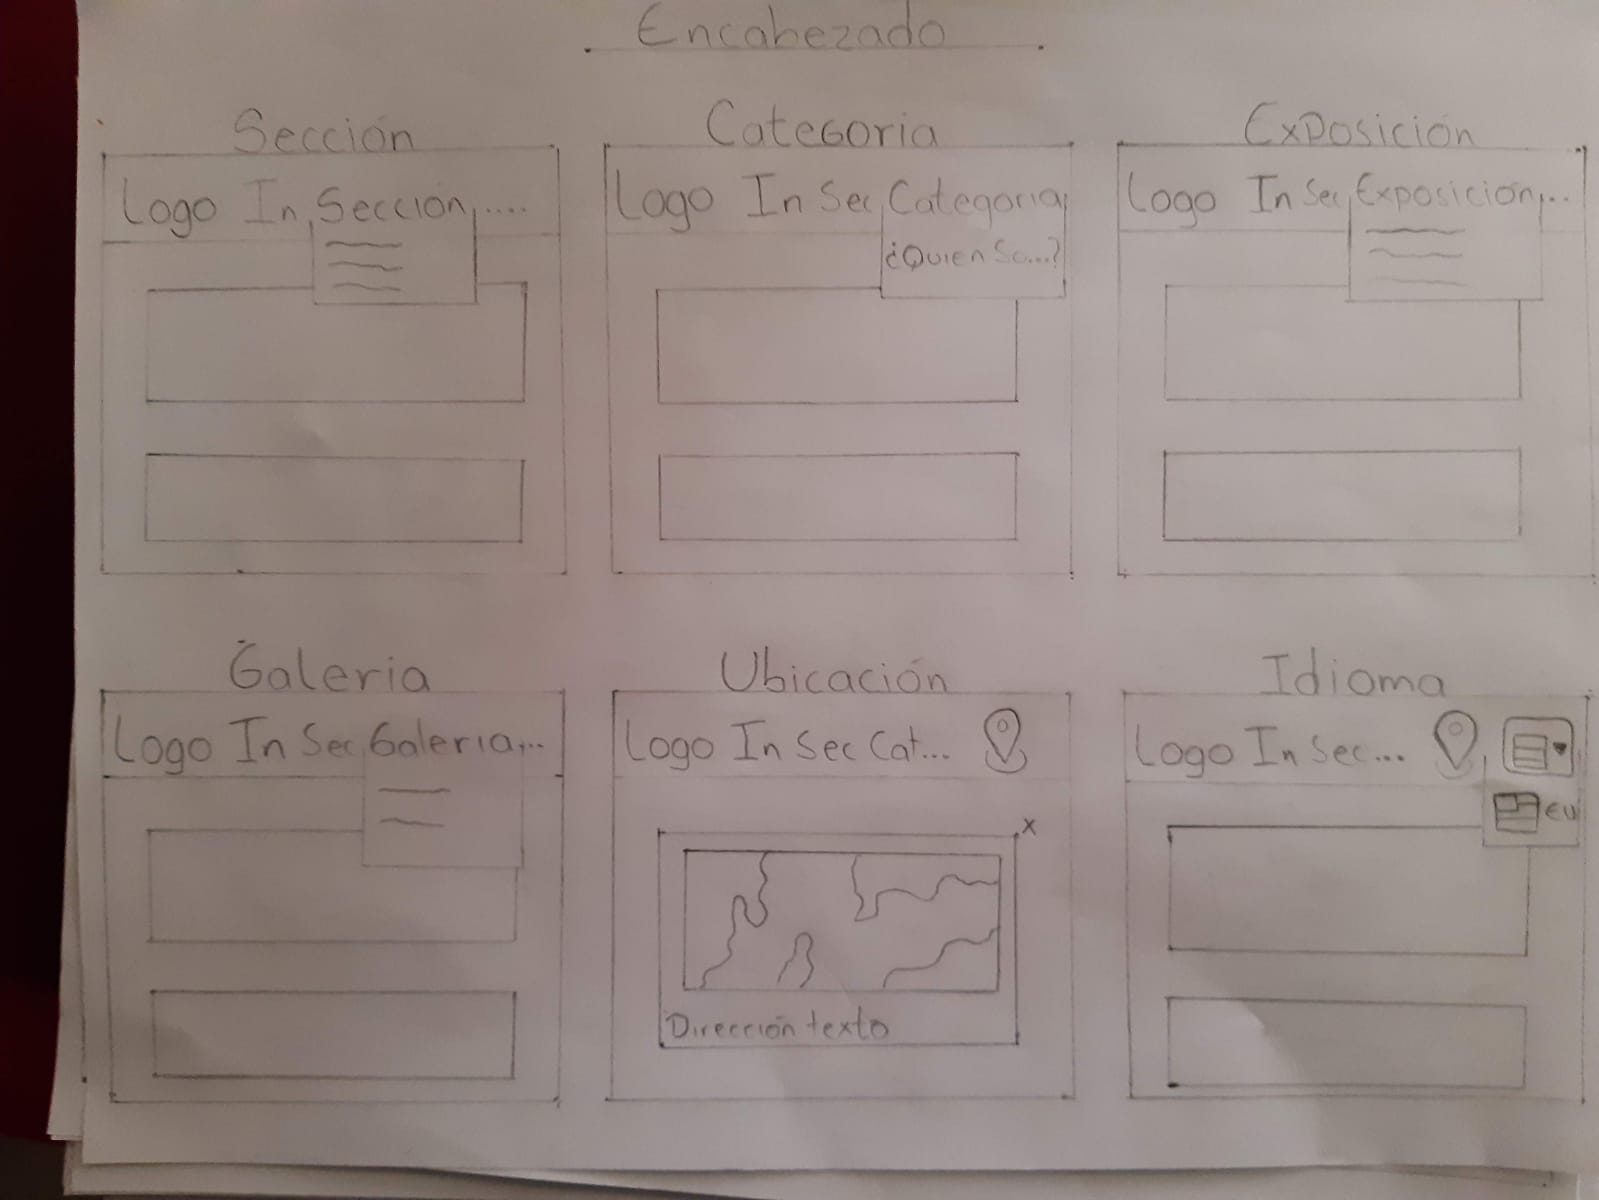 Encabezado
Sección
Logo In Sección, ....
Categoria
Logo In Sec Categoria,
¿Quien So...?
Exposición
Logo In Sec Exposición,..
Galeria
Logo In Sec Galeria,..
Ubicación
Logo In Sec Cat...
x
Dirección texto
Idioma
Logo In Sec...
EU